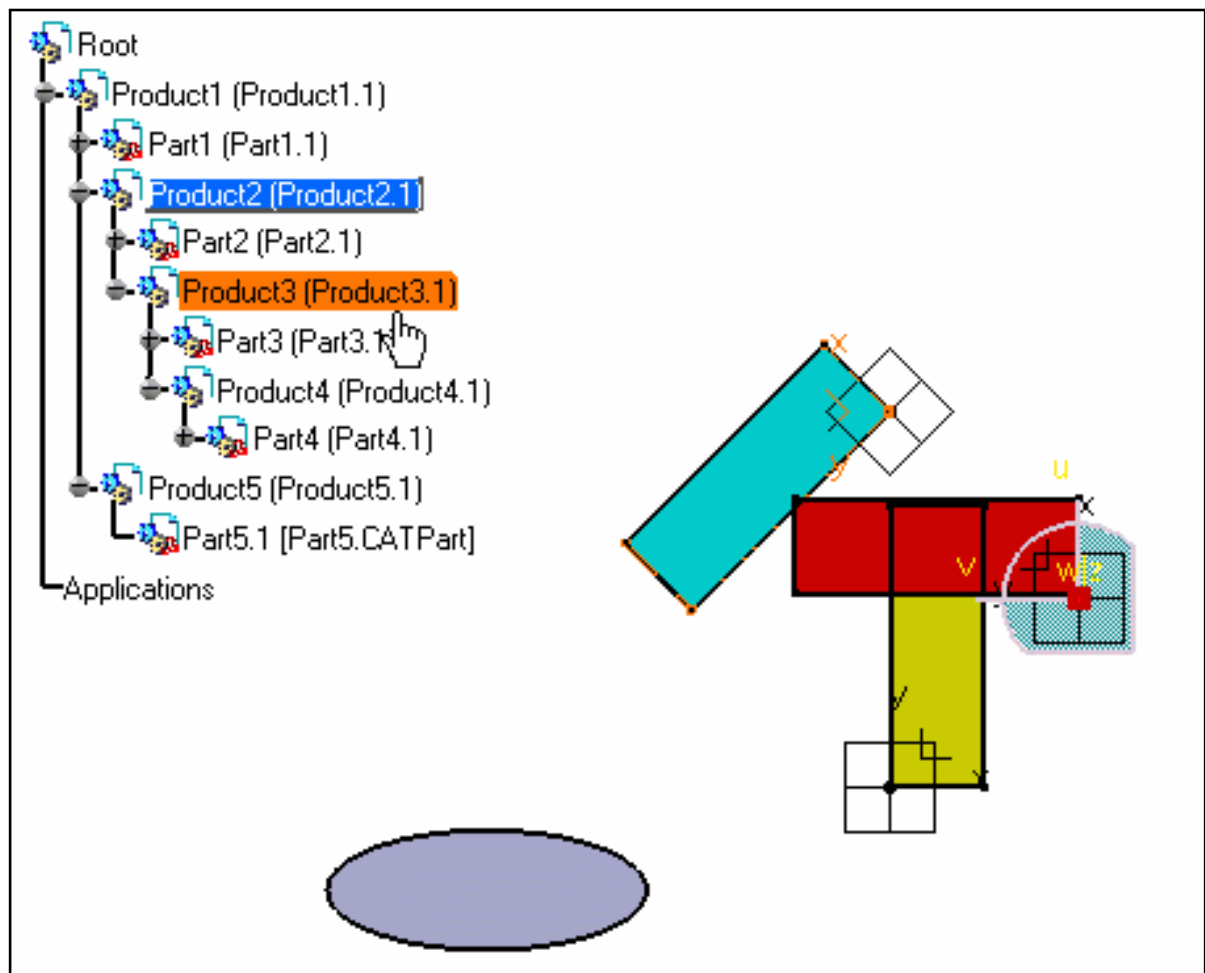 Root
Product1 (Product1.1)
Part1 (Part1.1)
Product2 (Product2.1)
Part2 (Part2.1)
Product3 (Product3.1)
Part3 (Part3.1
Product4 (Product4.1)
Part4 (Part4.1)
Product5 (Product5.1)
Part5.1 [Part5.CATPart]
Applications
x
y
u
x
v
w|z
y
y
x